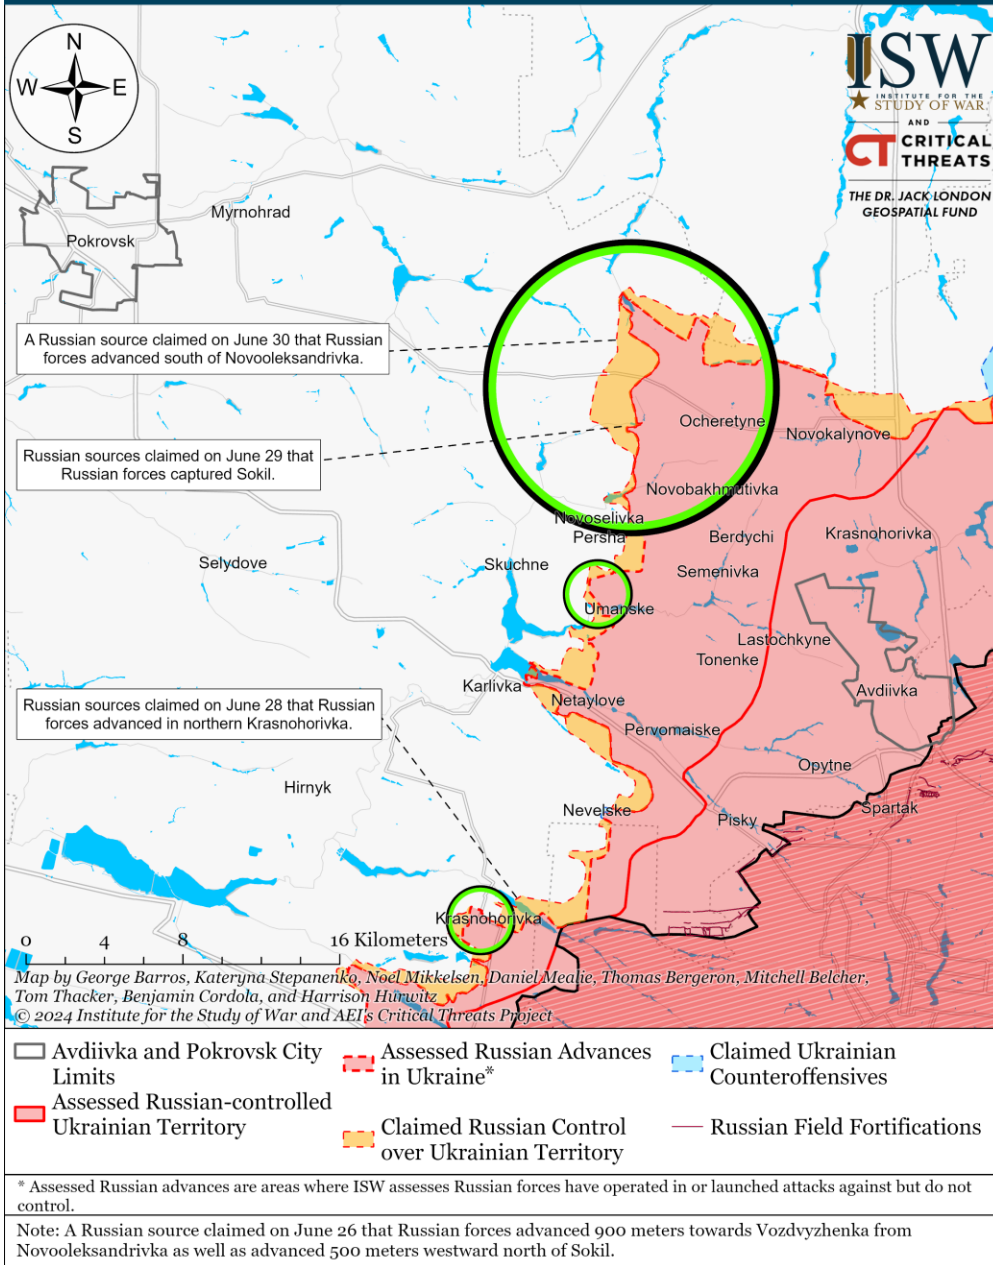 N
W E
S
ISW
INSTITUTE FOR THE
STUDY OF WAR
AND
CT CRITICAL
THREATS
THE DR. JACK LONDON
GEOSPATIAL FUND
Myrnohrad
Pokrovsk
A Russian source claimed on June 30 that Russian
forces advanced south of Novooleksandrivka.
Ocheretyne
Novokalynove
Russian sources claimed on June 29 that
Russian forces captured Sokil.
Novobakhmutivka
Novoselivka
Persha
Berdychi
Krasnohorivka
Selydove
Skuchne
Semenivka
Umanske
Lastochkyne
Tonenke
Karlivka
Avdiivka
Netaylove
Russian sources claimed on June 28 that Russian
forces advanced in northern Krasnohorivka.
Pervomaiske
Opytne
Hirnyk
Nevelske
Pisky
Spartak
Krasnohorivka
0 4 8 16 Kilometers
Map by George Barros, Kateryna Stepanenko, Noel Mikkelsen, Daniel Mealie, Thomas Bergeron, Mitchell Belcher,
Tom Thacker, Benjamin Cordola, and Harrison Hurwitz
© 2024 Institute for the Study of War and AEI's Critical Threats Project
Avdiivka and Pokrovsk City
Limits
Assessed Russian-controlled
Ukrainian Territory
Assessed Russian Advances
in Ukraine*
Claimed Russian Control
over Ukrainian Territory
Claimed Ukrainian
Counteroffensives
Russian Field Fortifications
* Assessed Russian advances are areas where ISW assesses Russian forces have operated in or launched attacks against but do not
control.
Note: A Russian source claimed on June 26 that Russian forces advanced 900 meters towards Vozdvyzhenka from
Novooleksandrivka as well as advanced 500 meters westward north of Sokil.